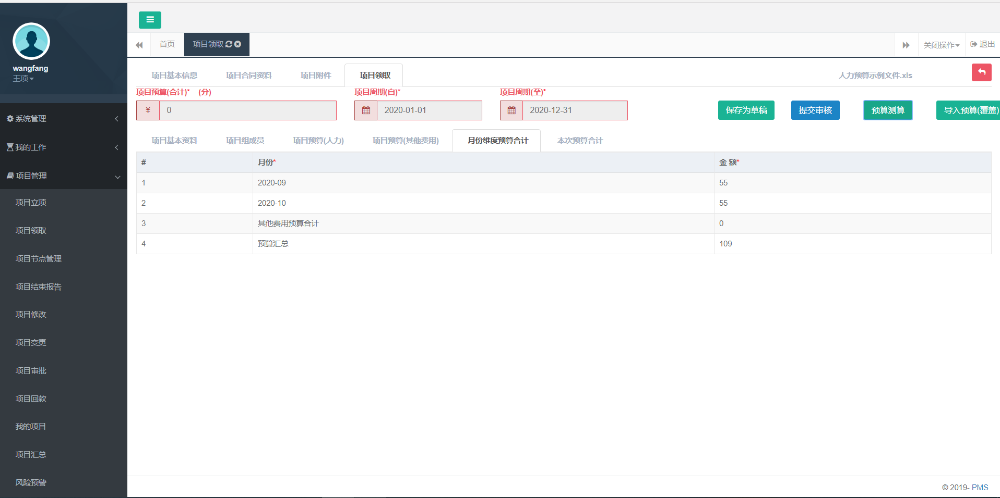 wangfang
王项
系统管理
我的工作
项目管理
项目立项
项目领取
项目节点管理
项目结束报告
项目修改
项目变更
项目审批
项目回款
我的项目
项目汇总
风险预警
首页 项目领取 关闭操作 退出
项目基本信息 项目合同资料 项目附件 项目领取 人力预算示例文件.xls
项目预算(合计)* (分) 项目周期(自)* 项目周期(至)*
¥ 0 2020-01-01 2020-12-31 保存为草稿 提交审核 预算测算 导入预算(覆盖)
项目基本资料 项目组成员 项目预算(人力) 项目预算(其他费用) 月份维度预算合计 本次预算合计
# 月份* 金 额*
1 2020-09 55
2 2020-10 55
3 其他费用预算合计 0
4 预算汇总 109
© 2019- PMS